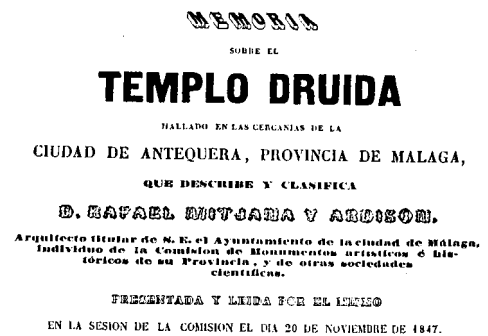 MEMORIA
SOBRE EL
TEMPLO DRUIDA
HALLADO EN LAS CERCANIAS DE LA
CIUDAD DE ANTEQUERA, PROVINCIA DE MALAGA,
QUE DESCRIBE Y CLASIFICA
D. RAFAEL MITJANA Y ARDISON.
Arquitecto titular de S. E. el Ayuntamiento de la ciudad de Málaga,
Individuo de la Comision de Monumentos artisticos é his-
tóricos de su Provincia, y de otras sociedades
científicas.
PRESENTADA Y LEIDA POR EL MISMO
EN LA SESION DE LA COMISION EL DIA 20 DE NOVIEMBRE DE 1847.